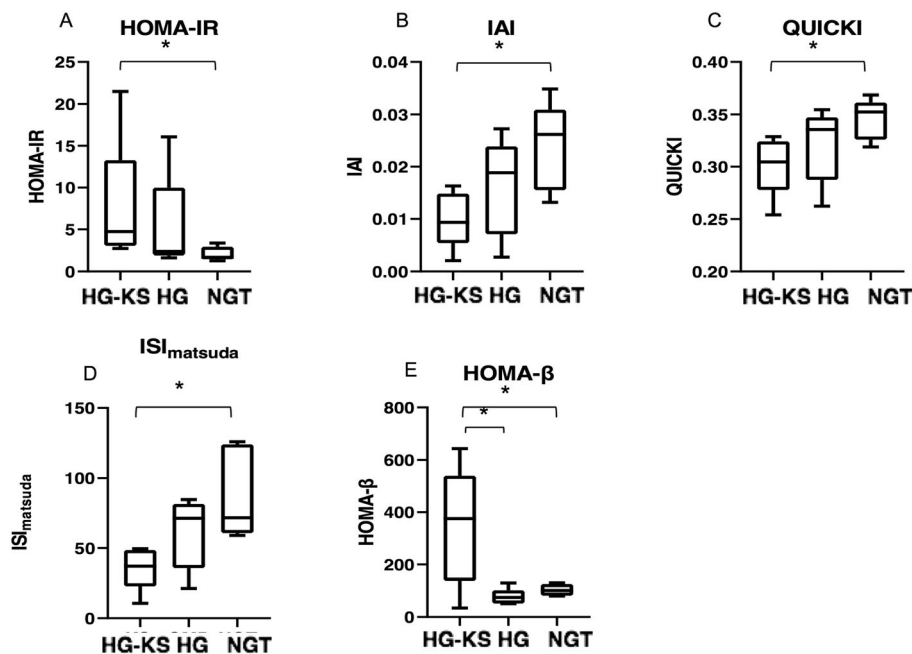 A
HOMA-IR
*
25
20
15
10
5
0
HOMA-IR
HG-KS HG NGT
B
IAI
*
0.04
0.03
0.02
0.01
0.00
IAI
HG-KS HG NGT
C
QUICKI
*
0.40
0.35
0.30
0.25
0.20
QUICKI
HG-KS HG NGT
D
ISImatsuda
*
150
100
50
0
ISImatsuda
HG-KS HG NGT
E
HOMA-β
*
*
800
600
400
200
0
HOMA-β
HG-KS HG NGT